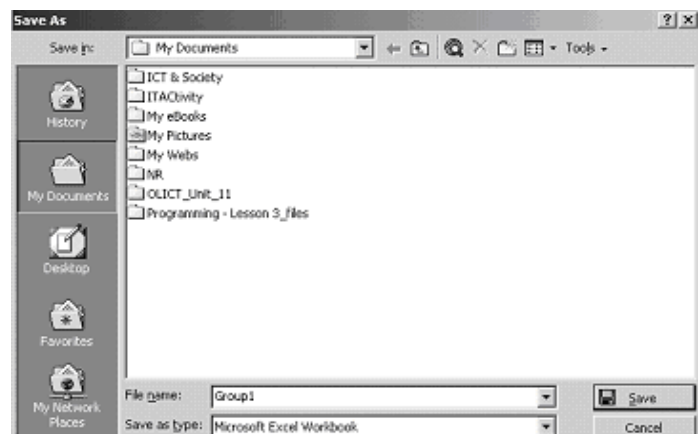 Save As
Save in: My Documents Tools
History
My Documents
Desktop
Favorites
My Network
Places
ICT & Society
ITACtivity
My eBooks
My Pictures
My Webs
NR
OLICT_Unit_11
Programming - Lesson 3_files
File name: Group1 Save
Save as type: Microsoft Excel Workbook Cancel